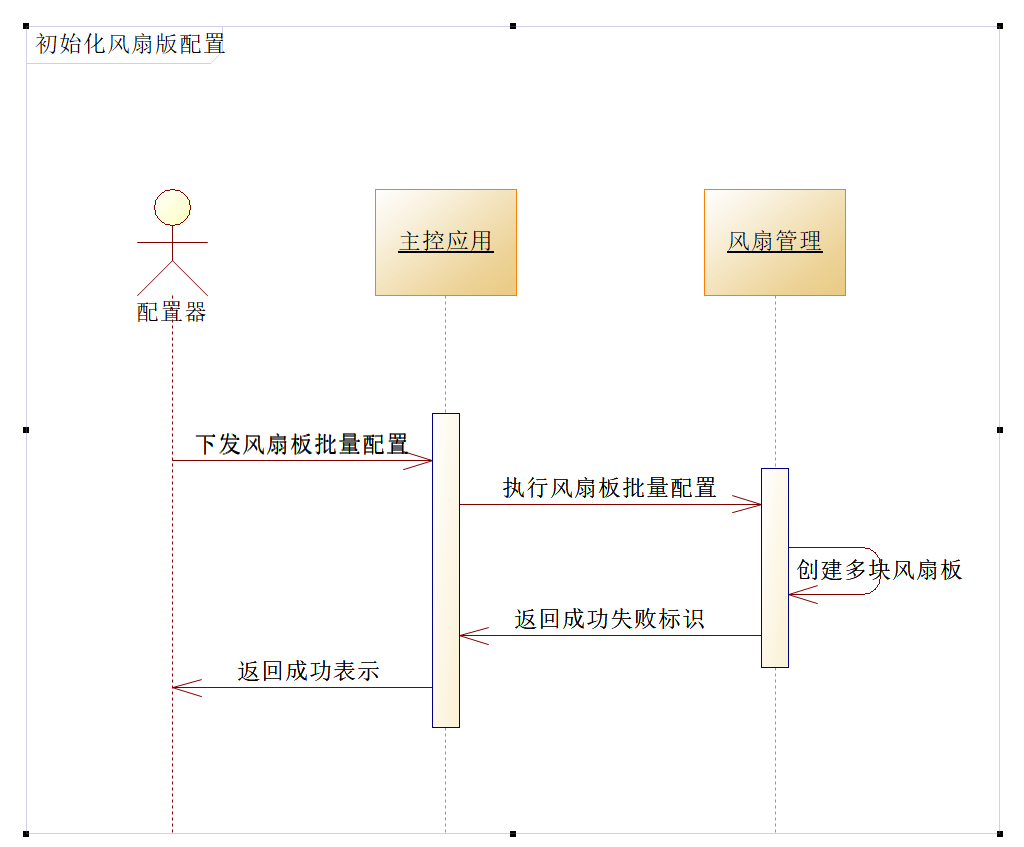 初始化风扇版配置
主控应用
风扇管理
配置器
下发风扇板批量配置
执行风扇板批量配置
创建多块风扇板
返回成功失败标识
返回成功表示